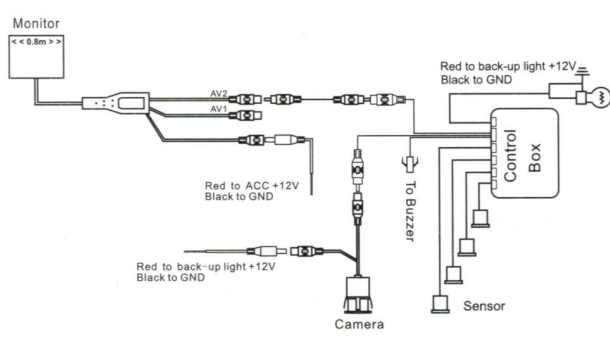 Monitor
< < 0.8m > >
AV2
AV1
Red to back-up light +12V
Black to GND
Control
Box
Red to ACC +12V
Black to GND
To Buzzer
Red to back-up light +12V
Black to GND
Sensor
Camera